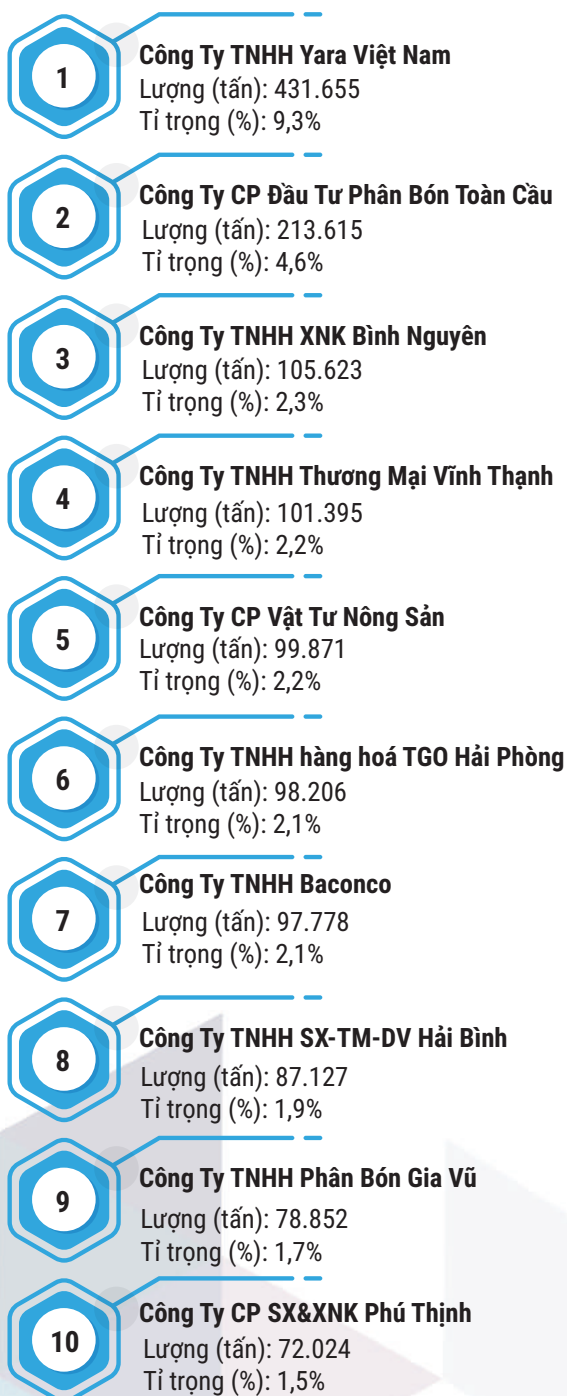 1
Công Ty TNHH Yara Việt Nam
Lượng (tấn): 431.655
Tỉ trọng (%): 9,3%
2
Công Ty CP Đầu Tư Phân Bón Toàn Cầu
Lượng (tấn): 213.615
Tỉ trọng (%): 4,6%
3
Công Ty TNHH XNK Bình Nguyên
Lượng (tấn): 105.623
Tỉ trọng (%): 2,3%
4
Công Ty TNHH Thương Mại Vĩnh Thạnh
Lượng (tấn): 101.395
Tỉ trọng (%): 2,2%
5
Công Ty CP Vật Tư Nông Sản
Lượng (tấn): 99.871
Tỉ trọng (%): 2,2%
6
Công Ty TNHH hàng hoá TGO Hải Phòng
Lượng (tấn): 98.206
Tỉ trọng (%): 2,1%
7
Công Ty TNHH Baconco
Lượng (tấn): 97.778
Tỉ trọng (%): 2,1%
8
Công Ty TNHH SX-TM-DV Hải Bình
Lượng (tấn): 87.127
Tỉ trọng (%): 1,9%
9
Công Ty TNHH Phân Bón Gia Vũ
Lượng (tấn): 78.852
Tỉ trọng (%): 1,7%
10
Công Ty CP SX&XNK Phú Thịnh
Lượng (tấn): 72.024
Tỉ trọng (%): 1,5%